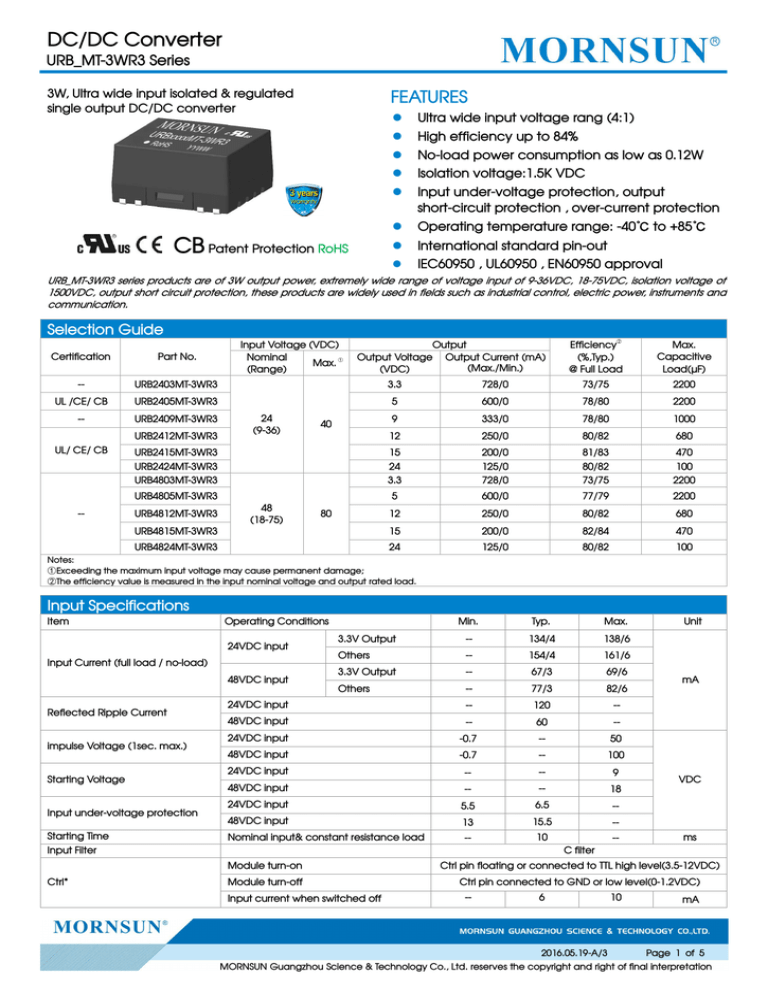 DC/DC Converter
URB_MT-3WR3 Series
MORNSUN®
3W, Ultra wide input isolated & regulated
single output DC/DC converter
MORNSUN
URBxxxxMT-3WR3
RoHS YYWW
3 years
c UL® US CE CB Patent Protection RoHS
FEATURES
● Ultra wide input voltage rang (4:1)
● High efficiency up to 84%
● No-load power consumption as low as 0.12W
● Isolation voltage:1.5K VDC
● Input under-voltage protection, output
short-circuit protection , over-current protection
● Operating temperature range: -40˚C to +85˚C
● International standard pin-out
● IEC60950 , UL60950 , EN60950 approval
URB_MT-3WR3 series products are of 3W output power, extremely wide range of voltage input of 9-36VDC, 18-75VDC, isolation voltage of
1500VDC, output short circuit protection, these products are widely used in fields such as industrial control, electric power, instruments and
communication.
Selection Guide
Certification Part No. Input Voltage (VDC) Output Efficiency② (%,Typ.) @ Full Load Max. Capacitive Load(µF)
Nominal (Range) Max. ① Output Voltage (VDC) Output Current (mA) (Max./Min.)
-- URB2403MT-3WR3 24 (9-36) 40 3.3 728/0 73/75 2200
UL /CE/ CB URB2405MT-3WR3 5 600/0 78/80 2200
-- URB2409MT-3WR3 9 333/0 78/80 1000
UL/ CE/ CB URB2412MT-3WR3 12 250/0 80/82 680
URB2415MT-3WR3 15 200/0 81/83 470
URB2424MT-3WR3 24 125/0 80/82 100
-- URB4803MT-3WR3 48 (18-75) 80 3.3 728/0 73/75 2200
URB4805MT-3WR3 5 600/0 77/79 2200
URB4812MT-3WR3 12 250/0 80/82 680
URB4815MT-3WR3 15 200/0 82/84 470
URB4824MT-3WR3 24 125/0 80/82 100
Notes:
①Exceeding the maximum input voltage may cause permanent damage;
②The efficiency value is measured in the input nominal voltage and output rated load.
Input Specifications
Item Operating Conditions Min. Typ. Max. Unit
Input Current (full load / no-load) 24VDC input 3.3V Output -- 134/4 138/6 mA
Others -- 154/4 161/6
48VDC input 3.3V Output -- 67/3 69/6
Others -- 77/3 82/6
Reflected Ripple Current 24VDC input -- 120 --
48VDC input -- 60 --
Impulse Voltage (1sec. max.) 24VDC input -0.7 -- 50 VDC
48VDC input -0.7 -- 100
Starting Voltage 24VDC input -- -- 9
48VDC input -- -- 18
Input under-voltage protection 24VDC input 5.5 6.5 --
48VDC input 13 15.5 --
Starting Time Nominal input& constant resistance load -- 10 -- ms
Input Filter C filter
Ctrl* Module turn-on Ctrl pin floating or connected to TTL high level(3.5-12VDC)
Module turn-off Ctrl pin connected to GND or low level(0-1.2VDC)
Input current when switched off -- 6 10 mA
MORNSUN®
MORNSUN GUANGZHOU SCIENCE & TECHNOLOGY CO.,LTD.
2016.05.19-A/3 Page 1 of 5
MORNSUN Guangzhou Science & Technology Co., Ltd. reserves the copyright and right of final interpretation